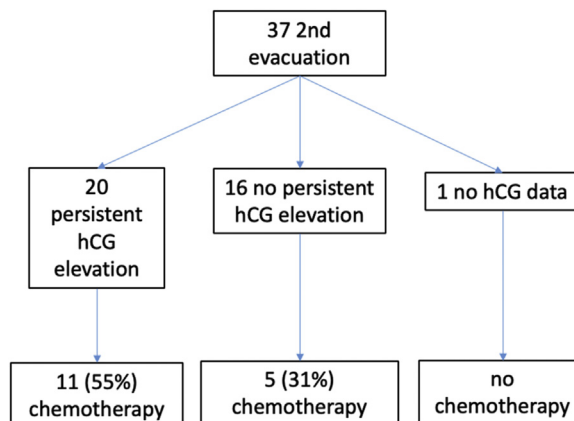 37 2nd
evacuation
20
persistent
hCG
elevation
16 no persistent
hCG elevation
1 no hCG data
11 (55%)
chemotherapy
5 (31%)
chemotherapy
no
chemotherapy